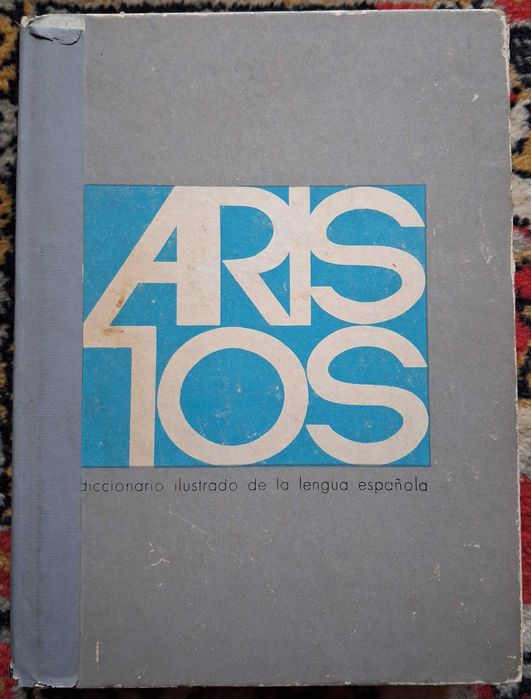 ARIS
TOS
diccionario ilustrado de la lengua española